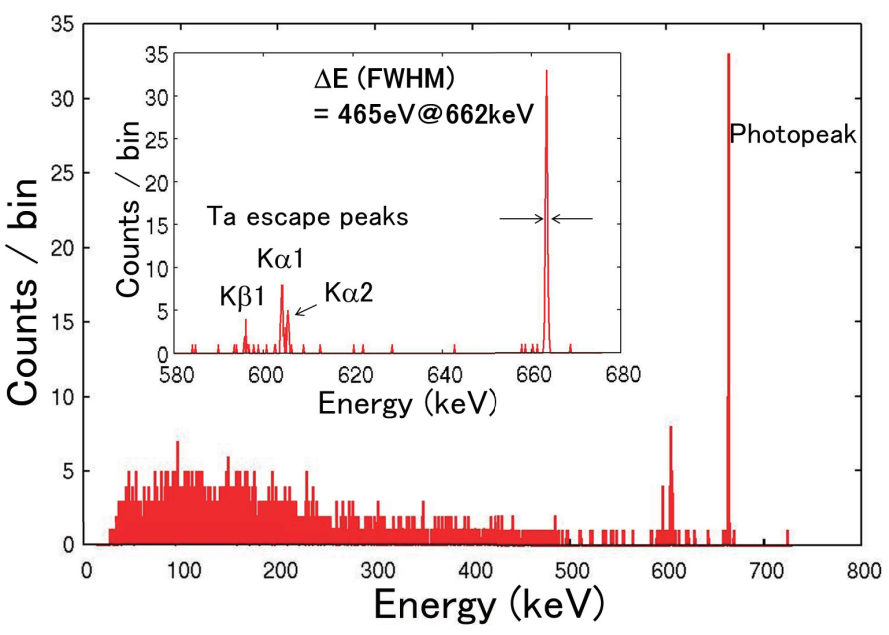 35
30
25
20
15
10
5
0
Counts / bin
0 100 200 300 400 500 600 700 800
Energy (keV)
Photopeak
35
30
25
20
15
10
5
0
Counts / bin
580 600 620 640 660 680
Energy (keV)
ΔE (FWHM)
= 465eV@662keV
Ta escape peaks
Kα1
Kβ1
Kα2